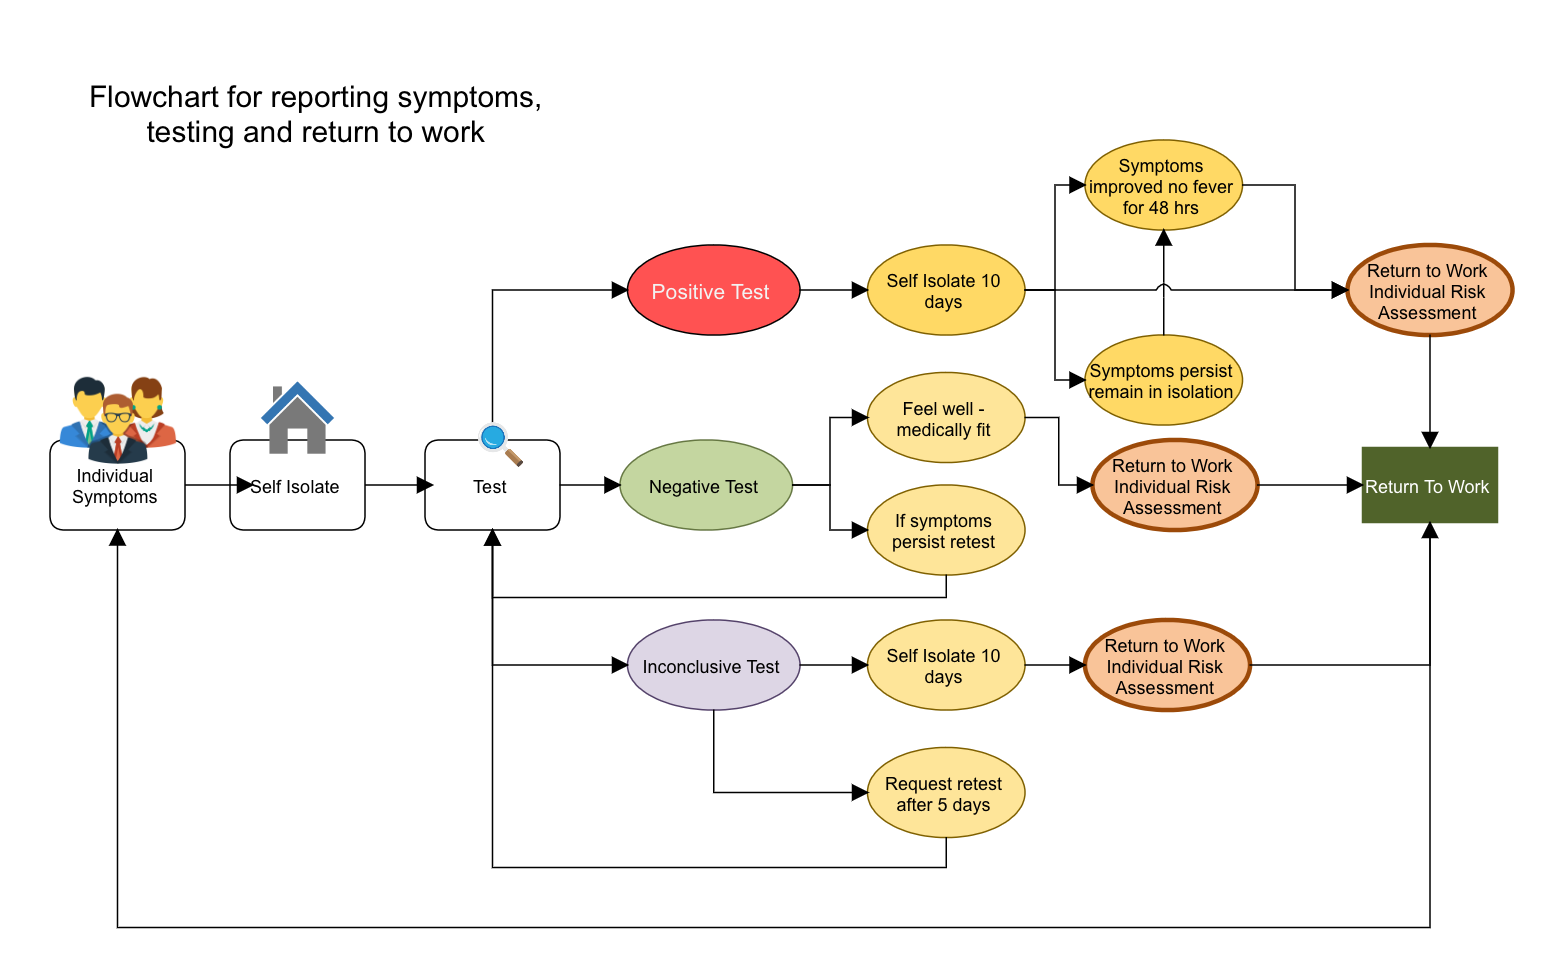 Flowchart for reporting symptoms,
testing and return to work
Individual
Symptoms
Self Isolate
Test
Positive Test
Self Isolate 10
days
Symptoms
improved no fever
for 48 hrs
Symptoms persist
remain in isolation
Return to Work
Individual Risk
Assessment
Negative Test
Feel well -
medically fit
If symptoms
persist retest
Return to Work
Individual Risk
Assessment
Return To Work
Inconclusive Test
Self Isolate 10
days
Return to Work
Individual Risk
Assessment
Request retest
after 5 days